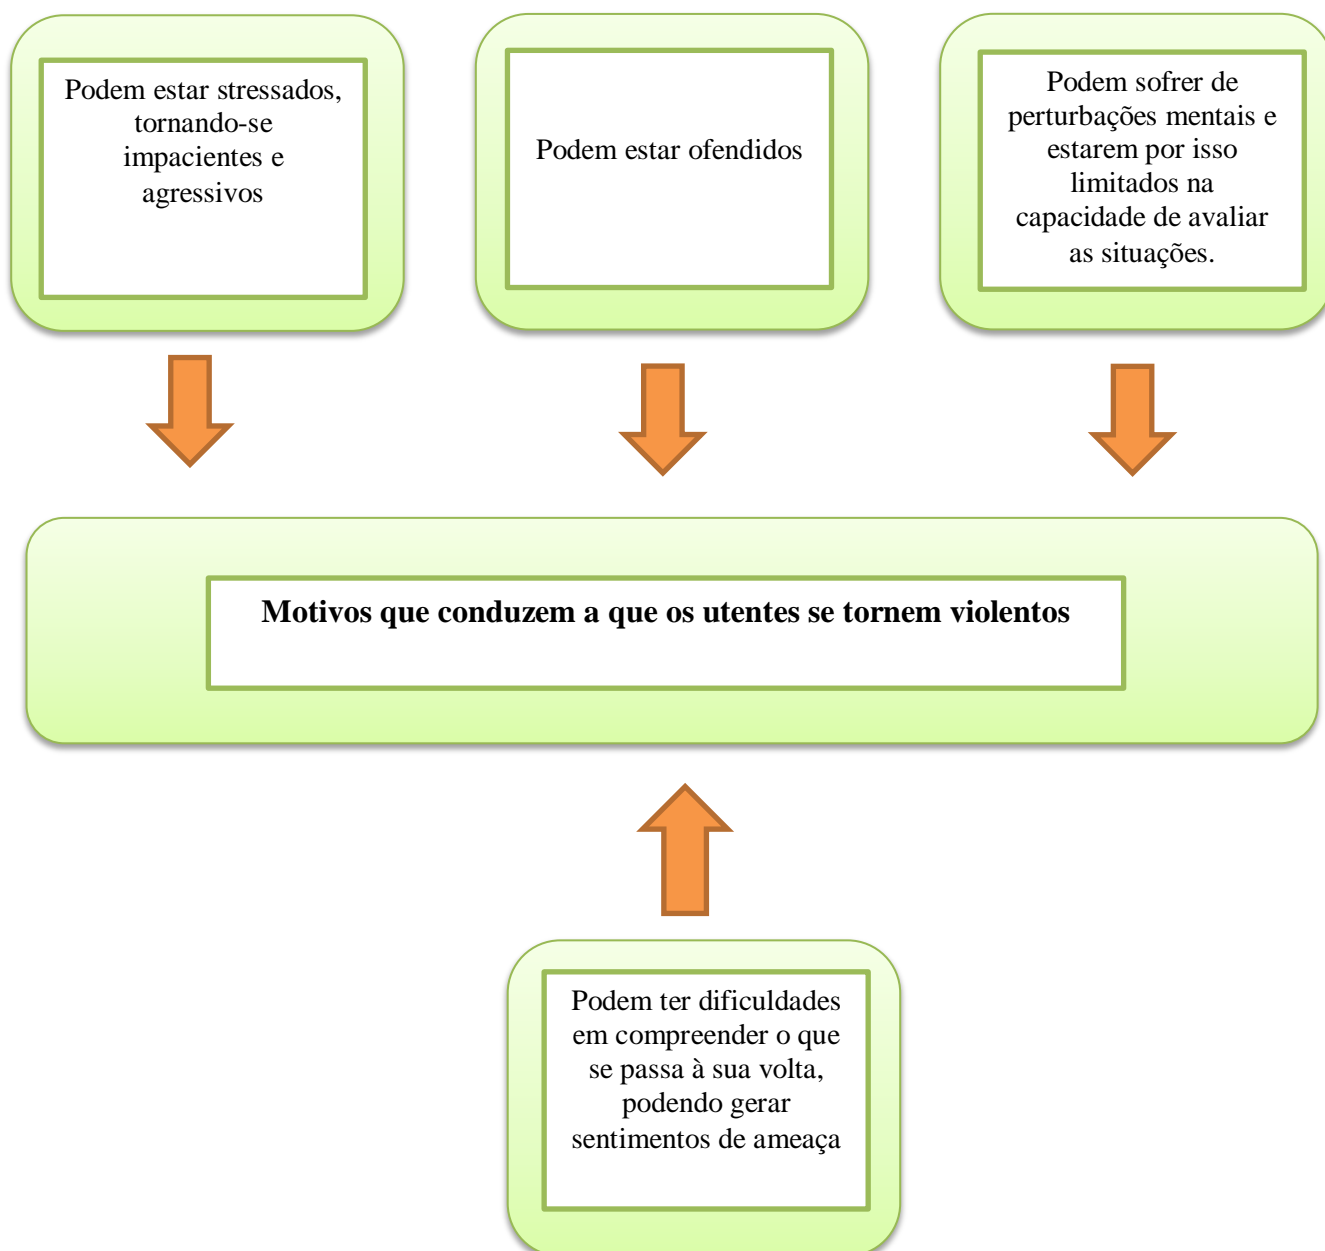 Podem estar stressados,
tornando-se
impacientes e
agressivos
Podem estar ofendidos
Podem sofrer de
perturbações mentais e
estarem por isso
limitados na
capacidade de avaliar
as situações.
Motivos que conduzem a que os utentes se tornem violentos
Podem ter dificuldades
em compreender o que
se passa à sua volta,
podendo gerar
sentimentos de ameaça